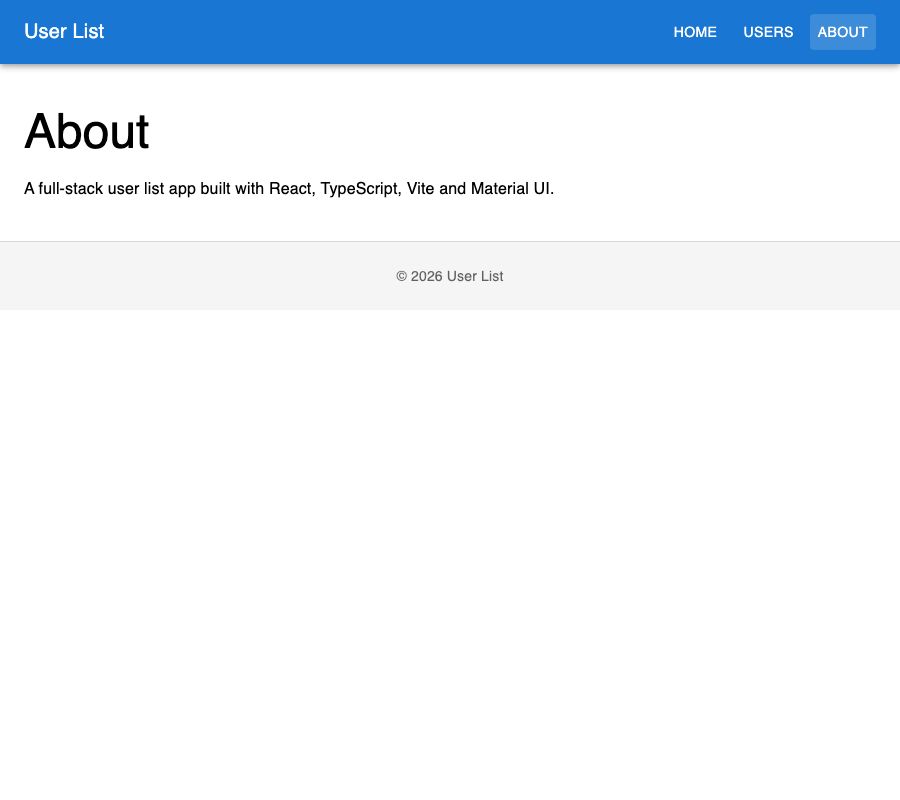 User List
HOME USERS ABOUT
About
A full-stack user list app built with React, TypeScript, Vite and Material UI.
© 2026 User List